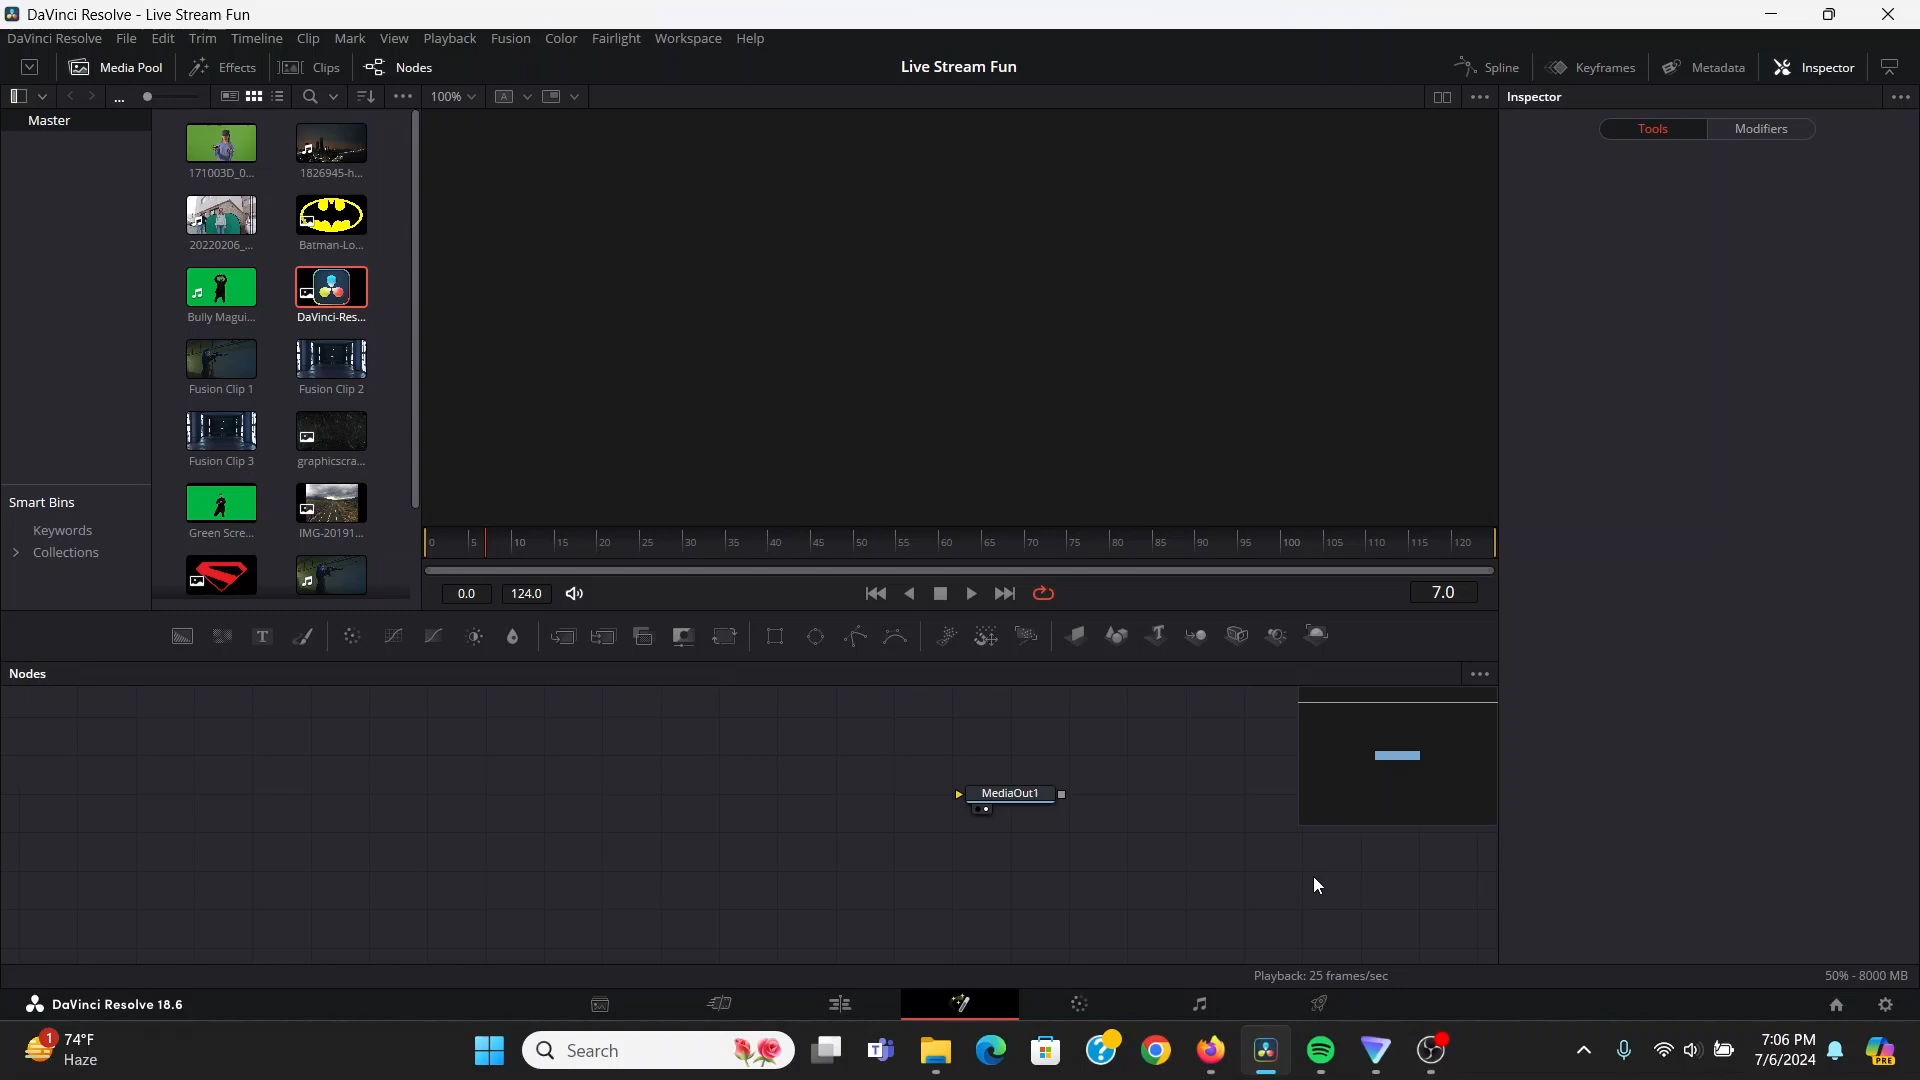 DaVinci Resolve - Live Stream Fun
DaVinci Resolve File Edit Trim Timeline Clip Mark View Playback Fusion Color Fairlight Workspace Help
Media Pool Effects Clips Nodes Live Stream Fun Spline Keyframes Metadata Inspector
... 100% A Inspector
Master
Tools Modifiers
171003D_0... 1826945-h...
20220206_... Batman-Lo...
Bully Magui... DaVinci-Res...
Fusion Clip 1 Fusion Clip 2
Fusion Clip 3 graphicscra...
Green Scre... IMG-20191...
Smart Bins
Keywords
Collections
0 5 10 15 20 25 30 35 40 45 50 55 60 65 70 75 80 85 90 95 100 105 110 115 120
0.0 124.0 7.0
T T
Nodes
MediaOut1
Playback: 25 frames/sec 50% - 8000 MB
DaVinci Resolve 18.6
1 74°F
Haze
Search
7:06 PM
7/6/2024
PRE